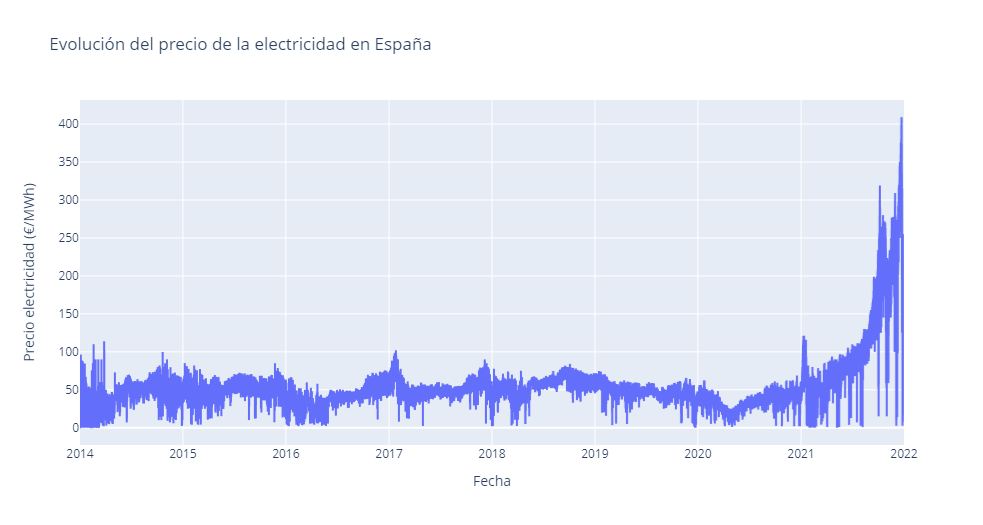 Evolución del precio de la electricidad en España
Precio electricidad (€/MWh)
400
350
300
250
200
150
100
50
0
2014 2015 2016 2017 2018 2019 2020 2021 2022
Fecha